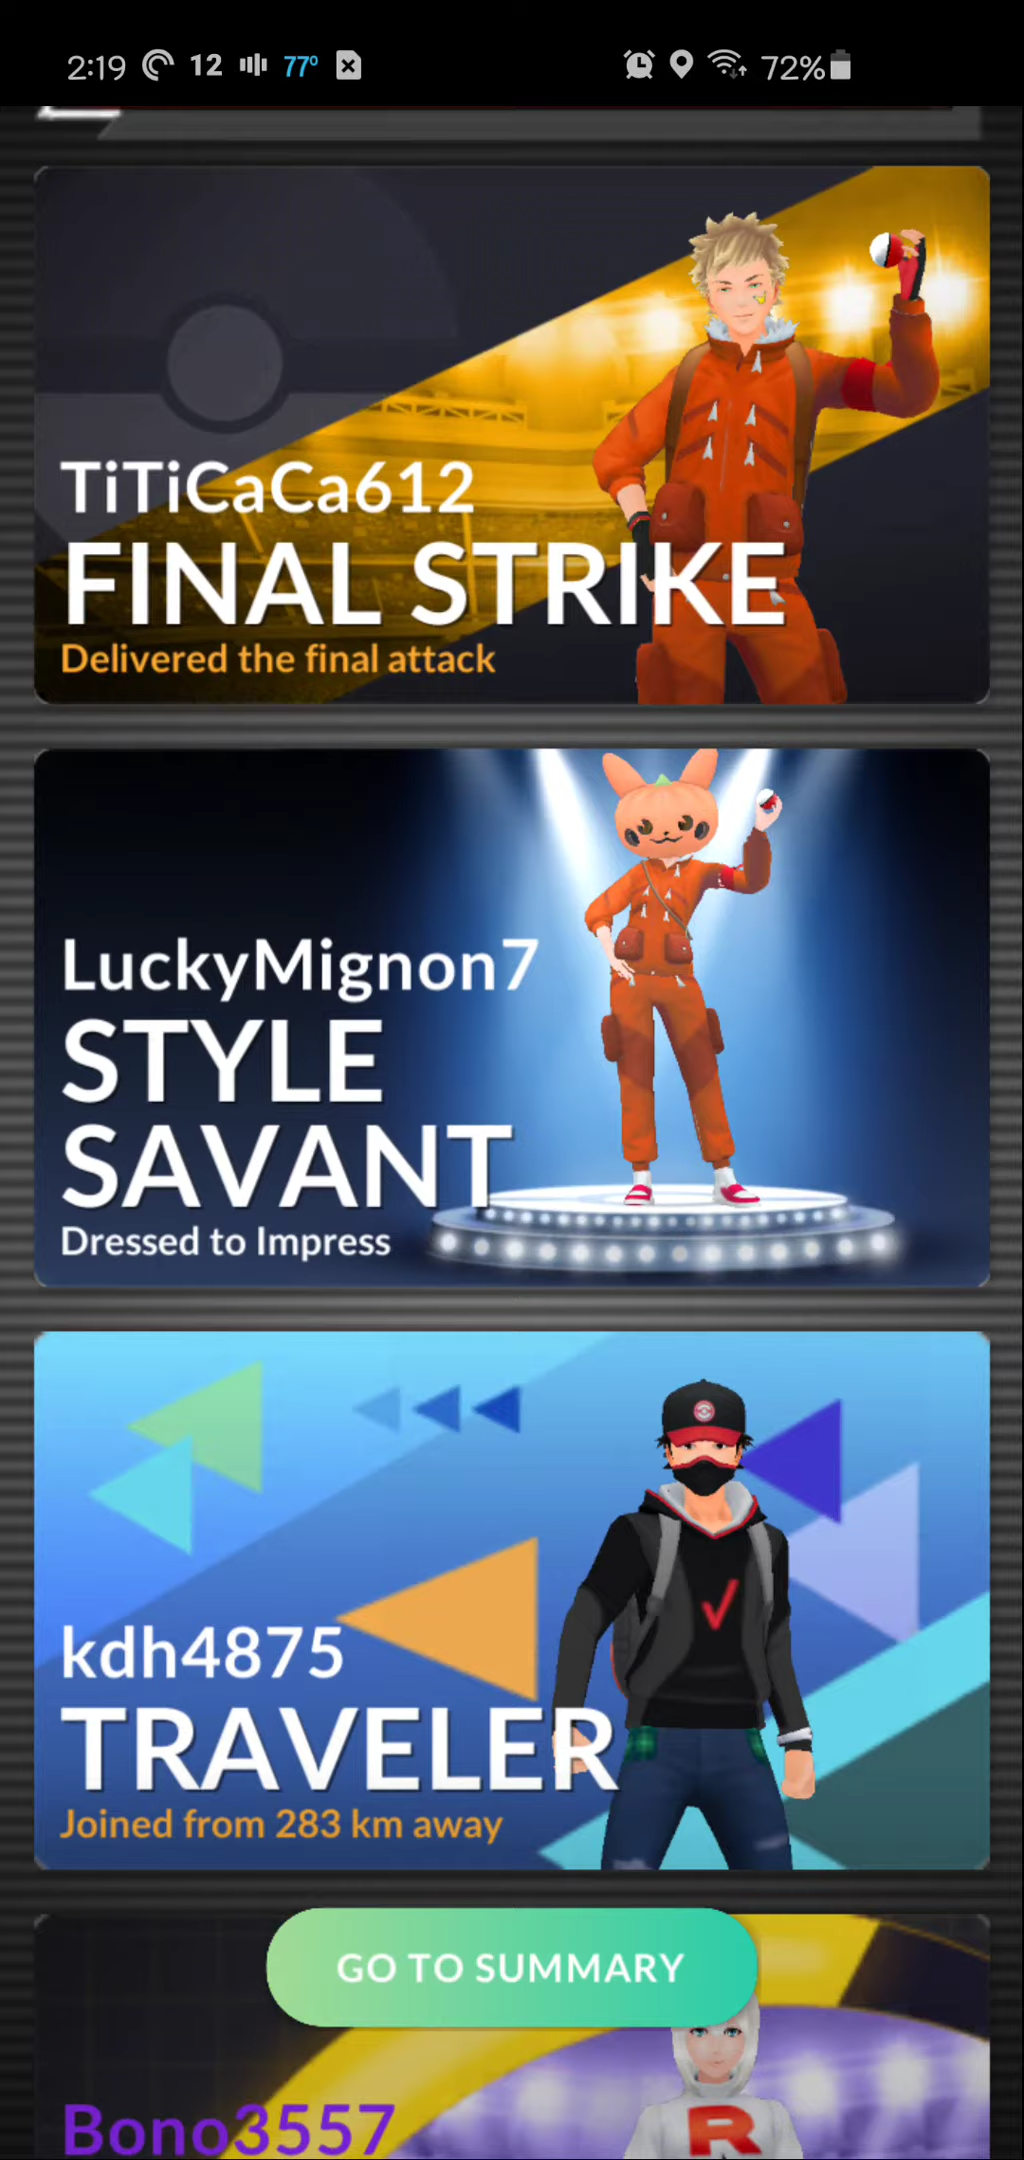 2:19 12 77° 72%
TiTiCaCa612
FINAL STRIKE
Delivered the final attack
LuckyMignon7
STYLE
SAVANT
Dressed to Impress
kdh4875
TRAVELER
Joined from 283 km away
GO TO SUMMARY
R
Bono3557